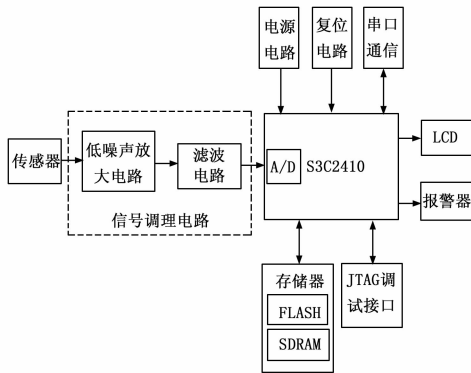 电源
电路
复位
电路
串口
通信
传感器
低噪声放
大电路
滤波
电路
信号调理电路
A/D
S3C2410
LCD
报警器
存储器
FLASH
SDRAM
JTAG调
试接口